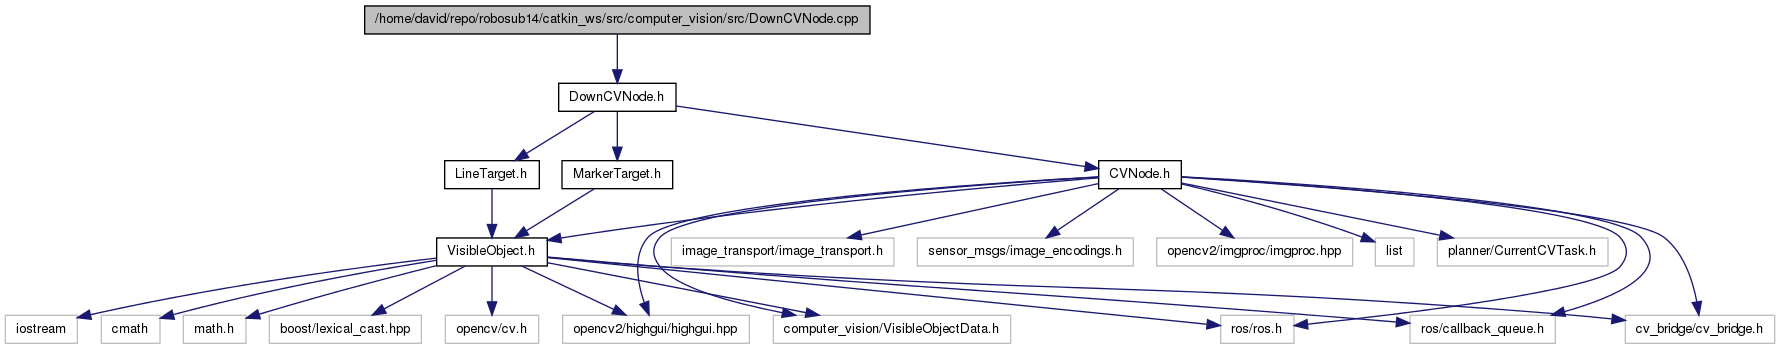 /home/david/repo/robosub14/catkin_ws/src/computer_vision/src/DownCVNode.cpp
DownCVNode.h
LineTarget.h
MarkerTarget.h
CVNode.h
VisibleObject.h
image_transport/image_transport.h
sensor_msgs/image_encodings.h
opencv2/imgproc/imgproc.hpp
list
planner/CurrentCVTask.h
iostream
cmath
math.h
boost/lexical_cast.hpp
opencv/cv.h
opencv2/highgui/highgui.hpp
computer_vision/VisibleObjectData.h
ros/ros.h
ros/callback_queue.h
cv_bridge/cv_bridge.h